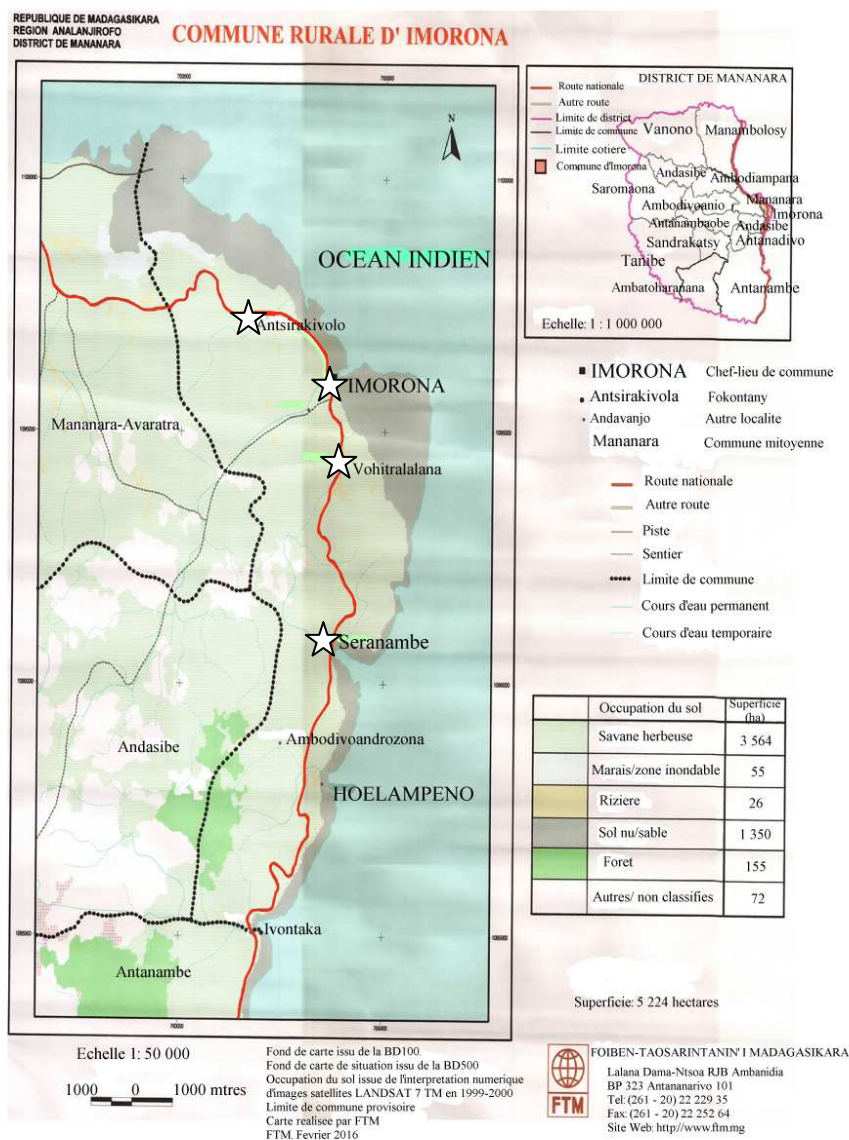 REPUBLIQUE DE MADAGASIKARA
REGION ANALANJIROFO
DISTRICT DE MANANARA
COMMUNE RURALE D' IMORONA
N
OCEAN INDIEN
Antsirakivolo
IMORONA
Mananara-Avaratra
Vohitralalana
Seranambe
Andasibe
Ambodivoandrozona
HOELAMPENO
Ivontaka
Antanambe
DISTRICT DE MANANARA
Route nationale
Autre route
Limite de district
Limite de commune
Limite cotiere
Commune d'Imorona
Vanono
Manambolosy
Andasibe
Ambodiampana
Saromaona
Mananara
Ambodivoanio
Imorona
Antanambaobe
Andasibe
Sandrakatsy
Antanadivo
Tanibe
Ambatoharanana
Antanambe
Echelle: 1 : 1 000 000
IMORONA Chef-lieu de commune
Antsirakivola Fokontany
Andavanjo Autre localite
Mananara Commune mitoyenne
Route nationale
Autre route
Piste
Sentier
Limite de commune
Cours d'eau permanent
Cours d'eau temporaire
Occupation du sol Superficie (ha)
Savane herbeuse 3 564
Marais/zone inondable 55
Riziere 26
Sol nu/sable 1 350
Foret 155
Autres/ non classifies 72
Superficie: 5 224 hectares
Echelle 1: 50 000
1000 0 1000 mtres
Fond de carte issu de la BD100.
Fond de carte de situation issu de la BD500
Occupation du sol issue de l'interpretation numerique
d'images satellites LANDSAT 7 TM en 1999-2000
Limite de commune provisoire
Carte realisee par FTM
FTM, Fevrier 2016
FTM
FOIBEN-TAOSARINTANIN' I MADAGASIKARA
Lalana Dama-Ntsoa RJB Ambanidia
BP 323 Antananarivo 101
Tel: (261 - 20) 22 229 35
Fax: (261 - 20) 22 252 64
Site Web: http://www.ftm.mg